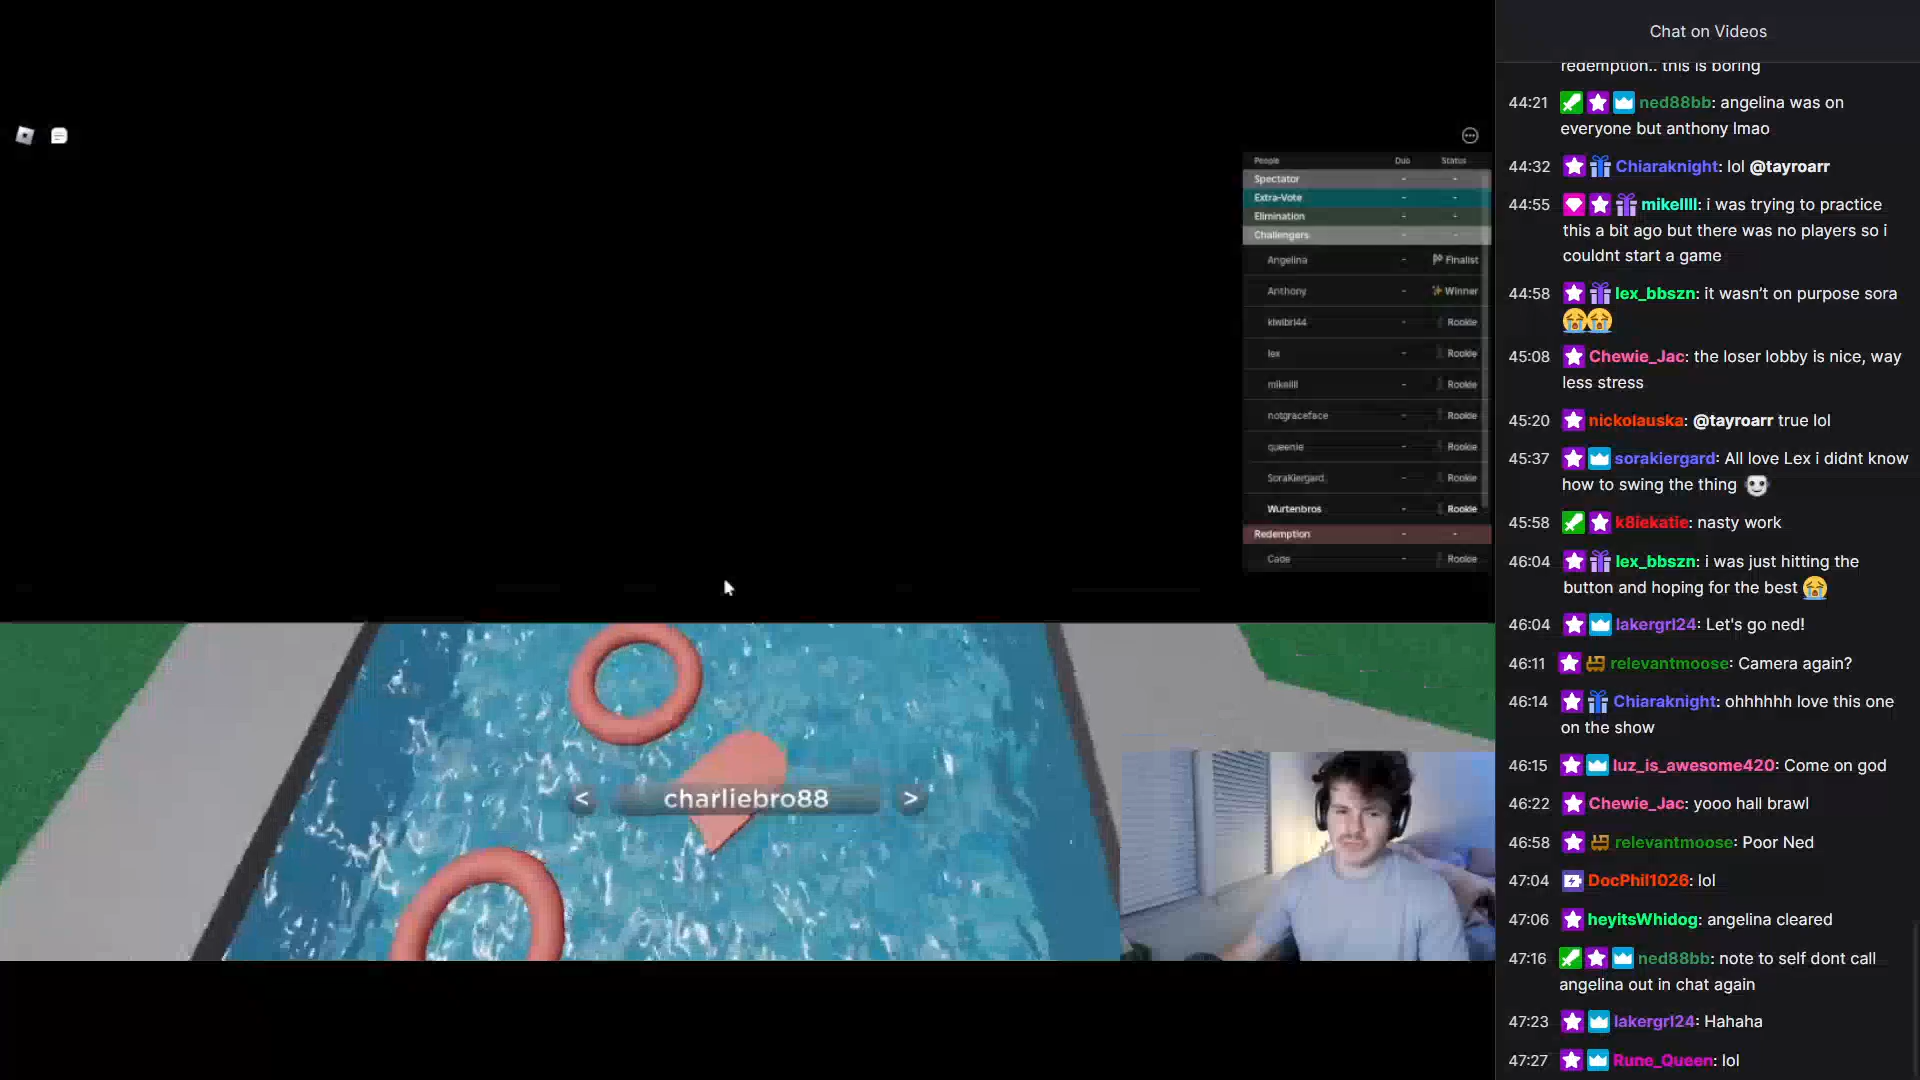 Chat on Videos
redemption.. this is boring
44:21 ned88bb: angelina was on
everyone but anthony lmao
44:32 Chiaraknight: lol @tayroarr
44:55 mikellll: i was trying to practice
this a bit ago but there was no players so i
couldnt start a game
44:58 lex_bbszn: it wasn't on purpose sora
😭😭
45:08 Chewie_Jac: the loser lobby is nice, way
less stress
45:20 nickolauska: @tayroarr true lol
45:37 sorakiergard: All love Lex i didnt know
how to swing the thing
45:58 k8iekatie: nasty work
46:04 lex_bbszn: i was just hitting the
button and hoping for the best 😭
46:04 lakergrl24: Let's go ned!
46:11 relevantmoose: Camera again?
46:14 Chiaraknight: ohhhhhh love this one
on the show
46:15 luz_is_awesome420: Come on god
46:22 Chewie_Jac: yooo hall brawl
46:58 relevantmoose: Poor Ned
47:04 DocPhil1026: lol
47:06 heyitsWhidog: angelina cleared
47:16 ned88bb: note to self dont call
angelina out in chat again
47:23 lakergrl24: Hahaha
47:27 Rune_Queen: lol
People Duo Status
Spectator - -
Extra-Vote - -
Elimination - -
Challengers - -
Angelina - Finalist
Anthony - Winner
kiwibri44 - Rookie
lex - Rookie
mikellll - Rookie
notgraceface - Rookie
queenie - Rookie
SoraKiergard - Rookie
Wurtenbros - Rookie
Redemption - -
Cade - Rookie
< charliebro88 >